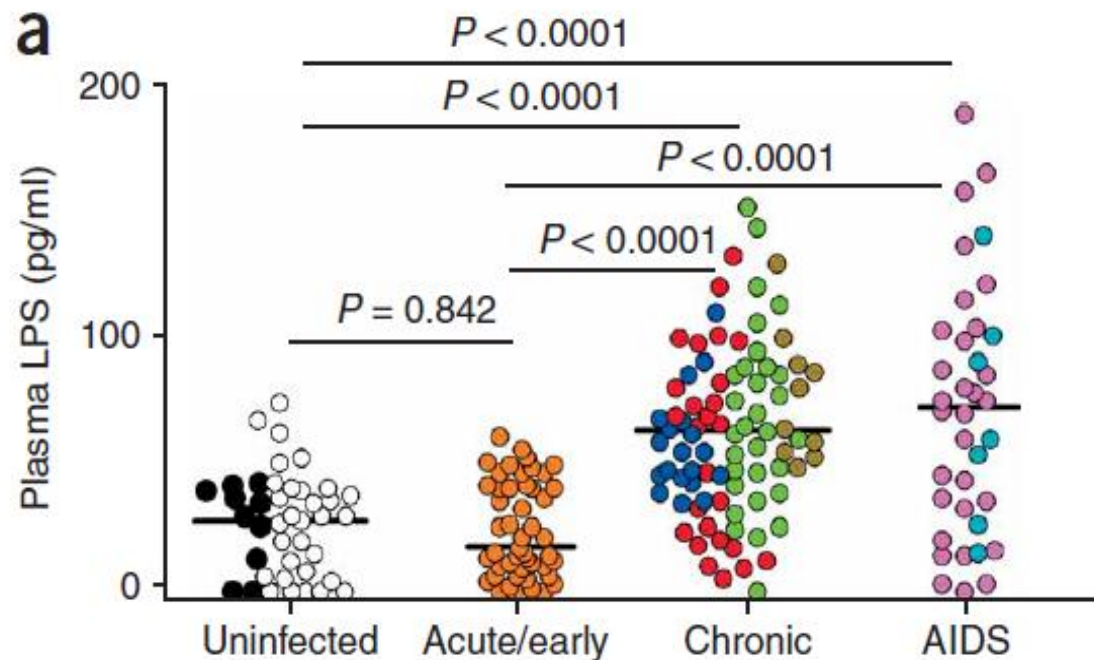 a
P < 0.0001
200
P < 0.0001
P < 0.0001
P < 0.0001
P = 0.842
100
0
Plasma LPS (pg/ml)
Uninfected Acute/early Chronic AIDS